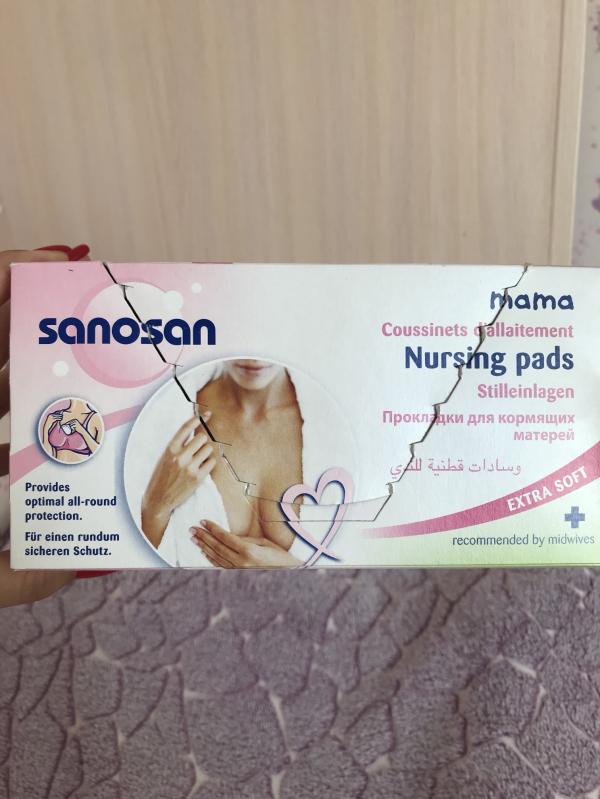 sanosan
mama
Coussinets d'allaitement
Nursing pads
Stilleinlagen
Прокладки для кормящих
матерей
وسادات قطنية للثدي
EXTRA SOFT
recommended by midwives
Provides
optimal all-round
protection.
Für einen rundum
sicheren Schutz.